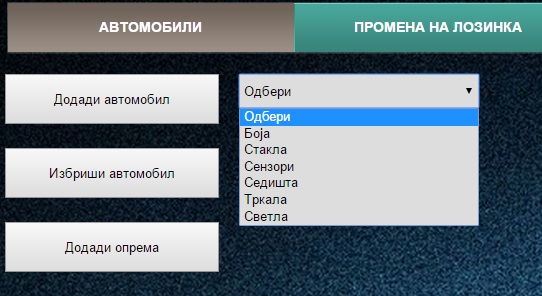 АВТОМОБИЛИ
ПРОМЕНА НА ЛОЗИНКА
Додади автомобил
Избриши автомобил
Додади опрема
Одбери
Одбери
Боја
Стакла
Сензори
Седишта
Тркала
Светла